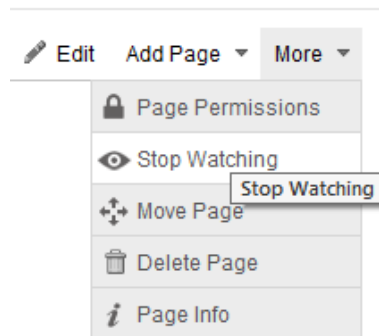 Edit Add Page More
Page Permissions
Stop Watching
Stop Watching
Move Page
Delete Page
Page Info